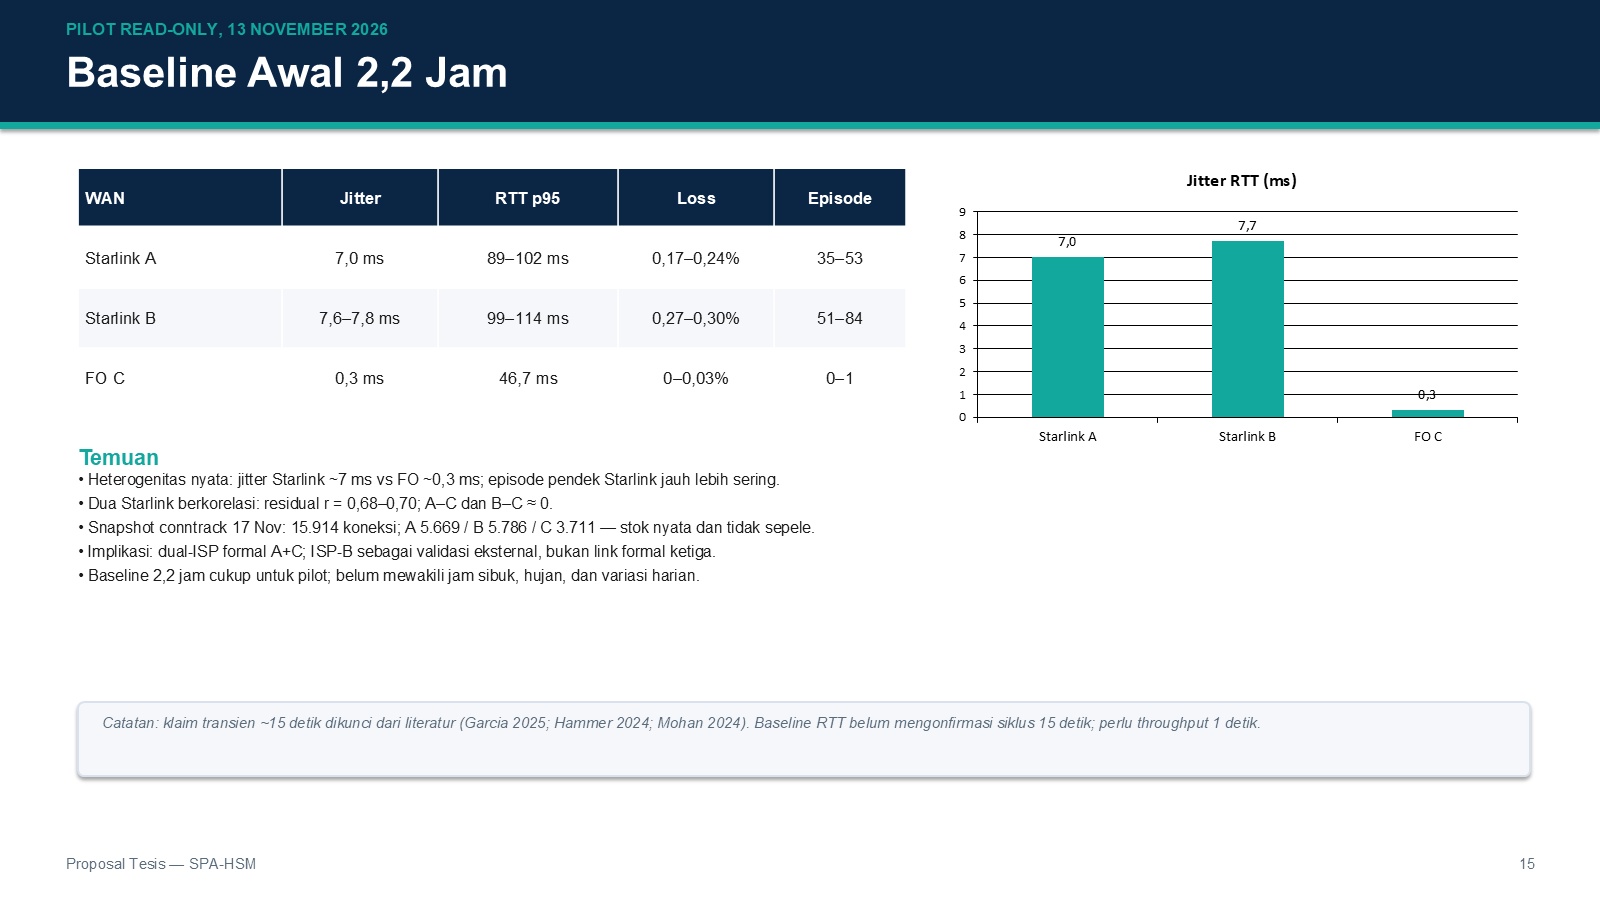 PILOT READ-ONLY, 13 NOVEMBER 2026
Baseline Awal 2,2 Jam
WAN Jitter RTT p95 Loss Episode
Starlink A 7,0 ms 89–102 ms 0,17–0,24% 35–53
Starlink B 7,6–7,8 ms 99–114 ms 0,27–0,30% 51–84
FO C 0,3 ms 46,7 ms 0–0,03% 0–1
Jitter RTT (ms)
9
8
7
6
5
4
3
2
1
0
7,0
7,7
0,3
Starlink A Starlink B FO C
Temuan
• Heterogenitas nyata: jitter Starlink ~7 ms vs FO ~0,3 ms; episode pendek Starlink jauh lebih sering.
• Dua Starlink berkorelasi: residual r = 0,68–0,70; A–C dan B–C ≈ 0.
• Snapshot conntrack 17 Nov: 15.914 koneksi; A 5.669 / B 5.786 / C 3.711 — stok nyata dan tidak sepele.
• Implikasi: dual-ISP formal A+C; ISP-B sebagai validasi eksternal, bukan link formal ketiga.
• Baseline 2,2 jam cukup untuk pilot; belum mewakili jam sibuk, hujan, dan variasi harian.
Catatan: klaim transien ~15 detik dikunci dari literatur (Garcia 2025; Hammer 2024; Mohan 2024). Baseline RTT belum mengonfirmasi siklus 15 detik; perlu throughput 1 detik.
Proposal Tesis — SPA-HSM
15